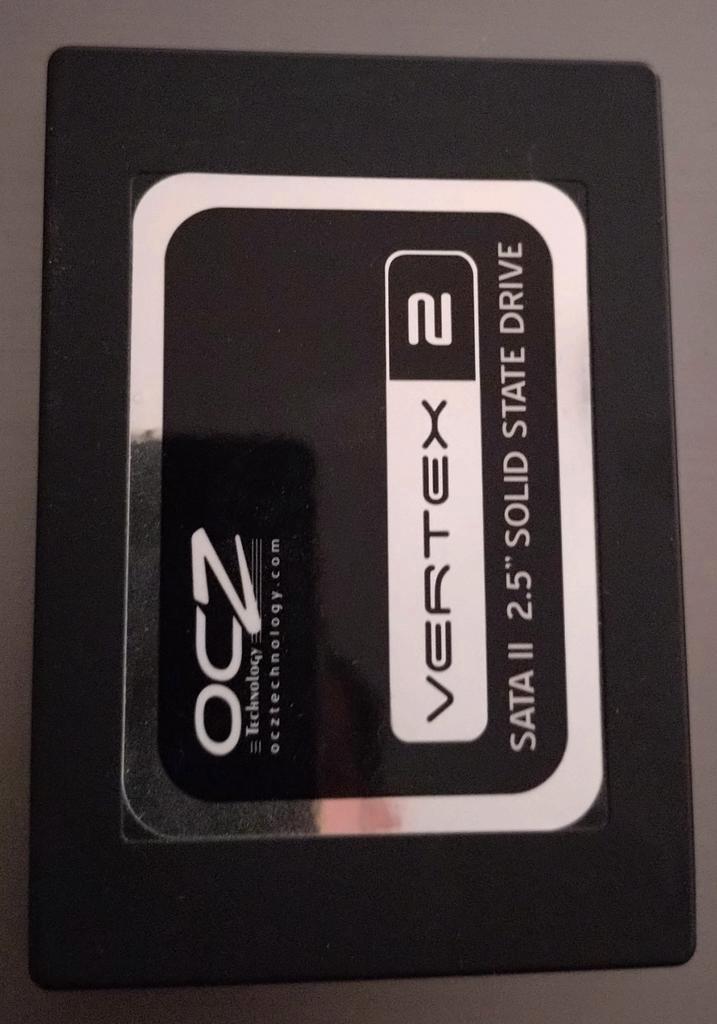 OCZ
Technology
ocztechnology.com
VERTEX 2
SATA II 2.5" SOLID STATE DRIVE